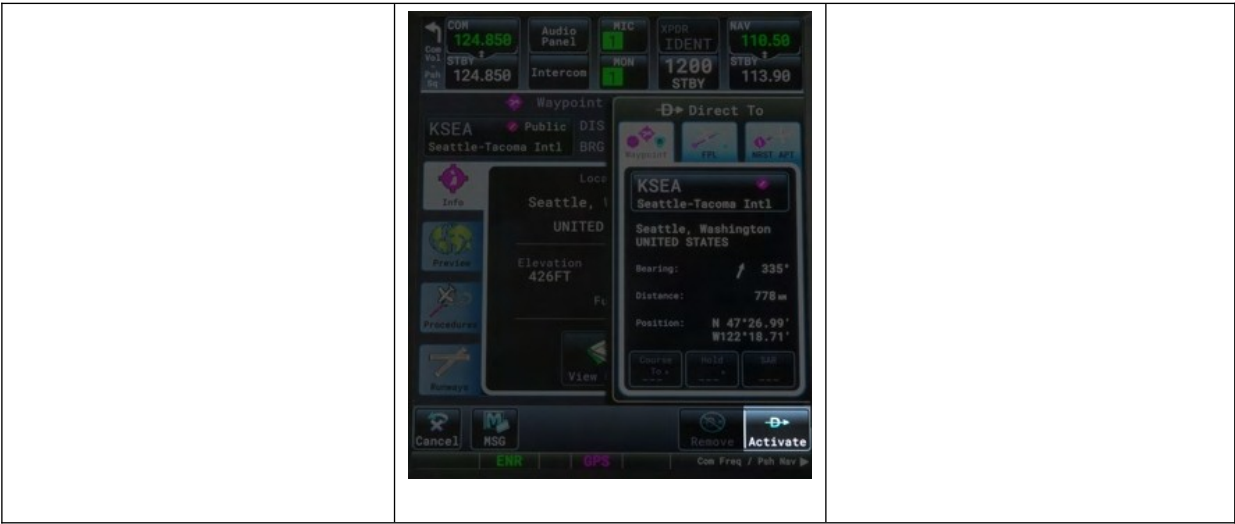 COM
124.850
Com
Vol
-
Psh
Sq
STBY
124.850
Audio
Panel
Intercom
MIC
1
MON
1
XPDR
IDENT
1200
STBY
NAV
110.50
STBY
113.90
Waypoint
KSEA
Public
Seattle-Tacoma Intl
DIS
BRG
Info
Preview
Procedures
Runways
Loca
Seattle,
UNITED
Elevation
426FT
Fu
View
Direct To
Waypoint
FPL
NRST APT
KSEA
Seattle-Tacoma Intl
Seattle, Washington
UNITED STATES
Bearing: 335°
Distance: 778 NM
Position: N 47°26.99'
W122°18.71'
Course
To
---
Hold
---
SAR
---
Cancel
MSG
Remove
Activate
ENR
GPS
Com Freq / Psh Nav